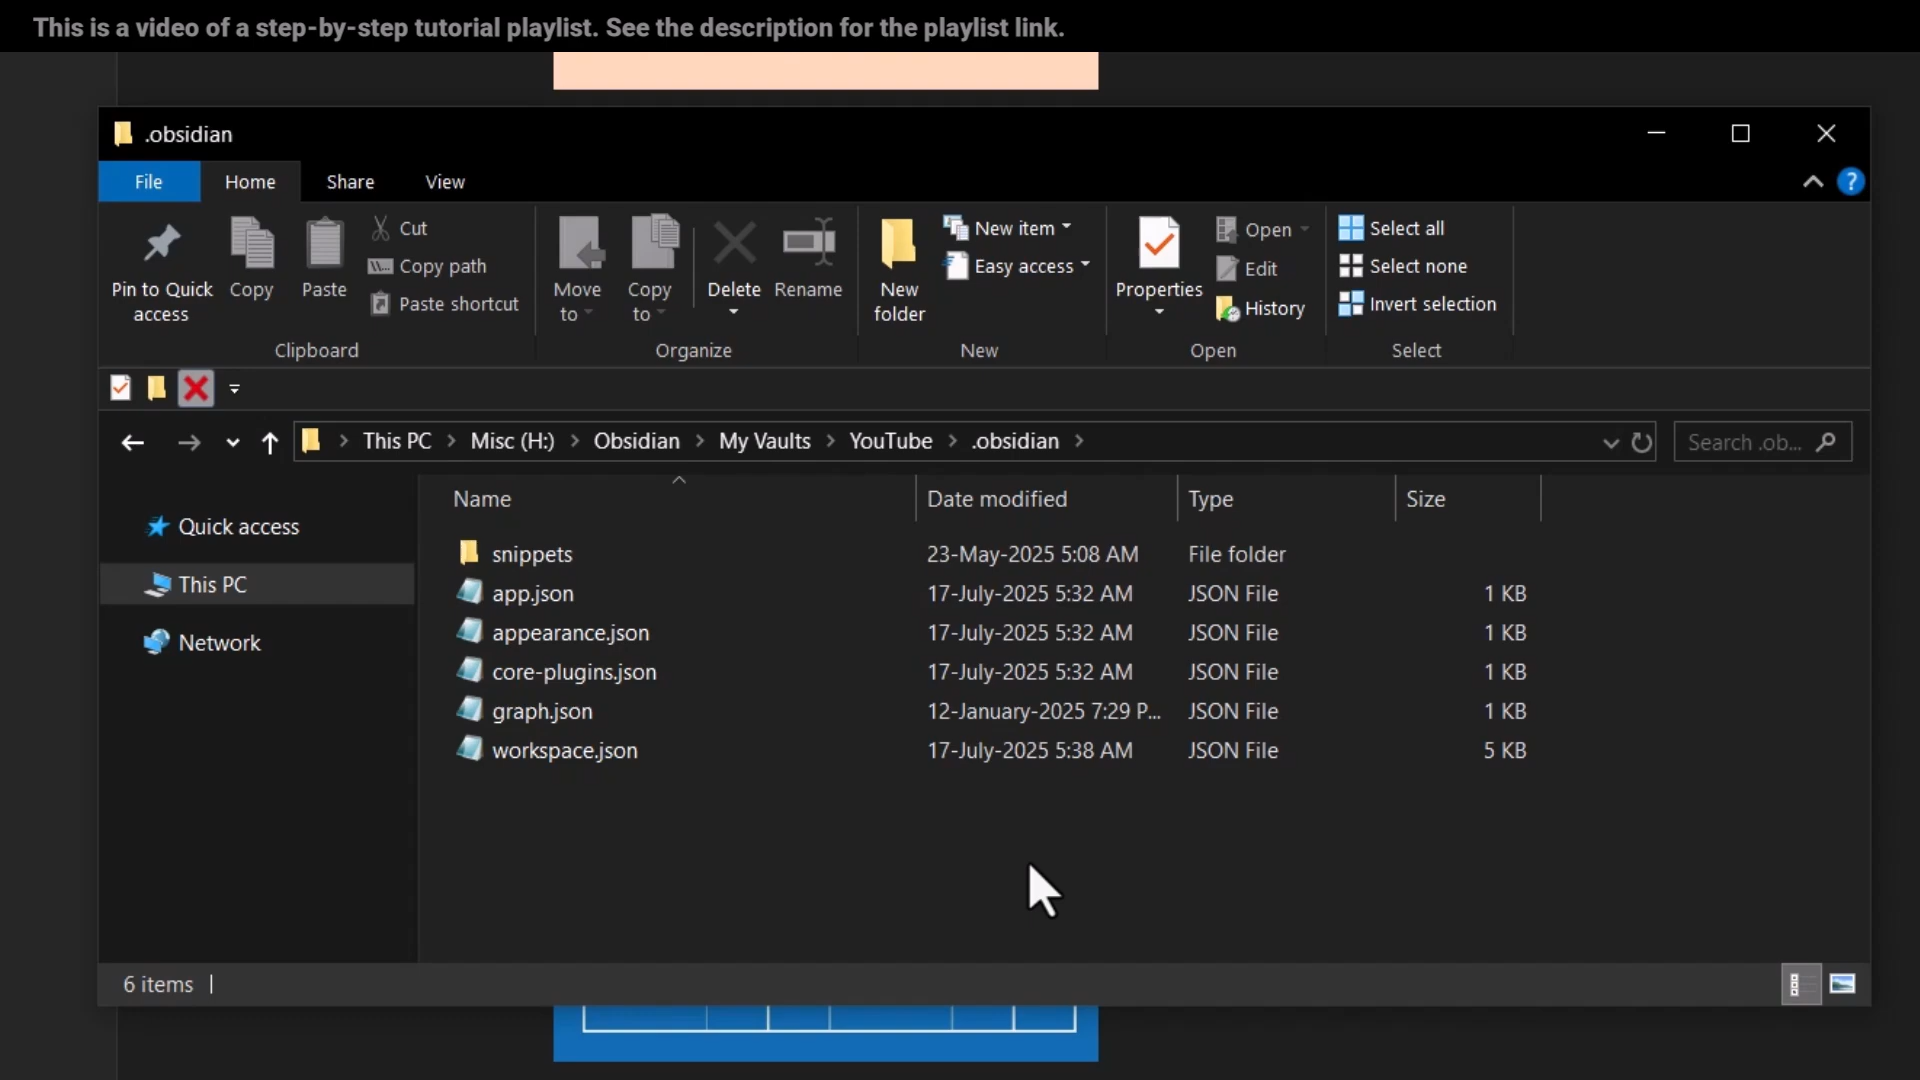 This is a video of a step-by-step tutorial playlist. See the description for the playlist link.
.obsidian
File Home Share View
Pin to Quick access
Copy
Paste
Cut
Copy path
Paste shortcut
Clipboard
Move to
Copy to
Delete
Rename
Organize
New folder
New item
Easy access
New
Properties
Open
Edit
History
Open
Select all
Select none
Invert selection
Select
This PC Misc (H:) Obsidian My Vaults YouTube .obsidian
Search .ob...
Quick access
This PC
Network
Name Date modified Type Size
snippets 23-May-2025 5:08 AM File folder
app.json 17-July-2025 5:32 AM JSON File 1 KB
appearance.json 17-July-2025 5:32 AM JSON File 1 KB
core-plugins.json 17-July-2025 5:32 AM JSON File 1 KB
graph.json 12-January-2025 7:29 P... JSON File 1 KB
workspace.json 17-July-2025 5:38 AM JSON File 5 KB
6 items